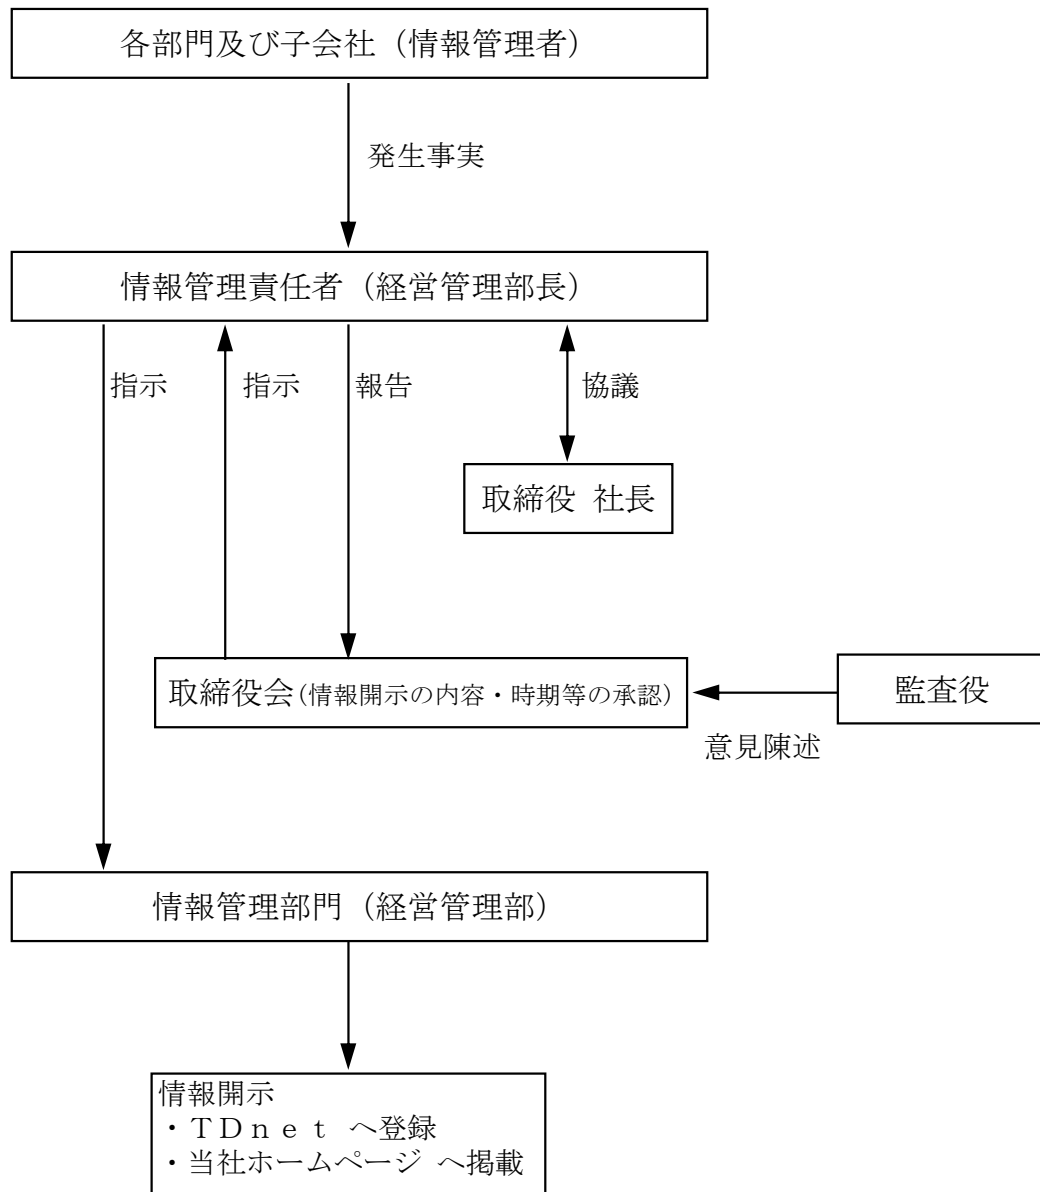 各部門及び子会社（情報管理者）
発生事実
情報管理責任者（経営管理部長）
指示
指示
報告
協議
取締役 社長
取締役会（情報開示の内容・時期等の承認）
監査役
意見陳述
情報管理部門（経営管理部）
情報開示
・ＴＤｎｅｔ へ登録
・当社ホームページ へ掲載